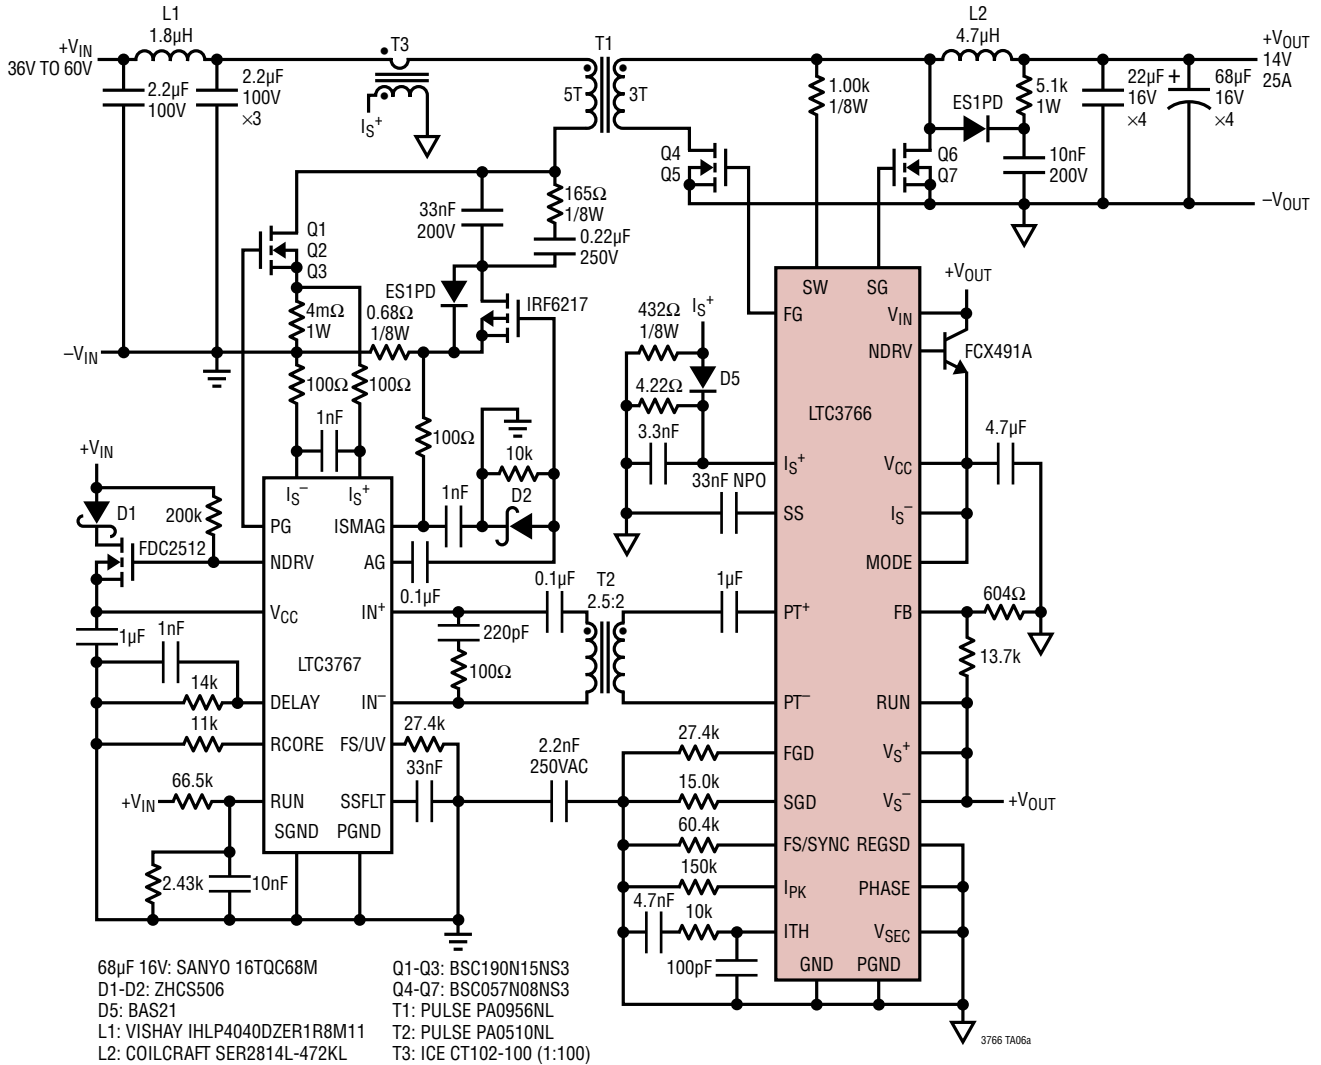 L1
1.8µH
+VIN
36V TO 60V
2.2µF
100V
2.2µF
100V
×3
T3
IS+
T1
5T
3T
L2
4.7µH
+VOUT
14V
25A
1.00k
1/8W
ES1PD
5.1k
1W
22µF
16V
×4
+
68µF
16V
×4
Q4
Q5
Q6
Q7
10nF
200V
–VOUT
33nF
200V
165Ω
1/8W
0.22µF
250V
Q1
Q2
Q3
4mΩ
1W
ES1PD
0.68Ω
1/8W
IRF6217
–VIN
100Ω
100Ω
1nF
100Ω
10k
1nF
D2
+VIN
D1
200k
FDC2512
IS–
IS+
PG
ISMAG
NDRV
AG
0.1µF
VCC
IN+
1µF
1nF
LTC3767
14k
DELAY
IN–
11k
RCORE
FS/UV
27.4k
66.5k
+VIN
RUN
SSFLT
33nF
SGND
PGND
2.43k
10nF
220pF
100Ω
0.1µF
T2
2.5:2
1µF
2.2nF
250VAC
432Ω
1/8W
IS+
D5
4.22Ω
3.3nF
33nF NPO
SW
SG
FG
VIN
NDRV
LTC3766
IS+
VCC
SS
IS–
MODE
PT+
FB
PT–
RUN
FGD
VS+
SGD
VS–
FS/SYNC
REGSD
IPK
PHASE
ITH
VSEC
GND
PGND
+VOUT
FCX491A
4.7µF
604Ω
13.7k
+VOUT
27.4k
15.0k
60.4k
150k
4.7nF
10k
100pF
68µF 16V: SANYO 16TQC68M
D1-D2: ZHCS506
D5: BAS21
L1: VISHAY IHLP4040DZER1R8M11
L2: COILCRAFT SER2814L-472KL
Q1-Q3: BSC190N15NS3
Q4-Q7: BSC057N08NS3
T1: PULSE PA0956NL
T2: PULSE PA0510NL
T3: ICE CT102-100 (1:100)
3766 TA06a